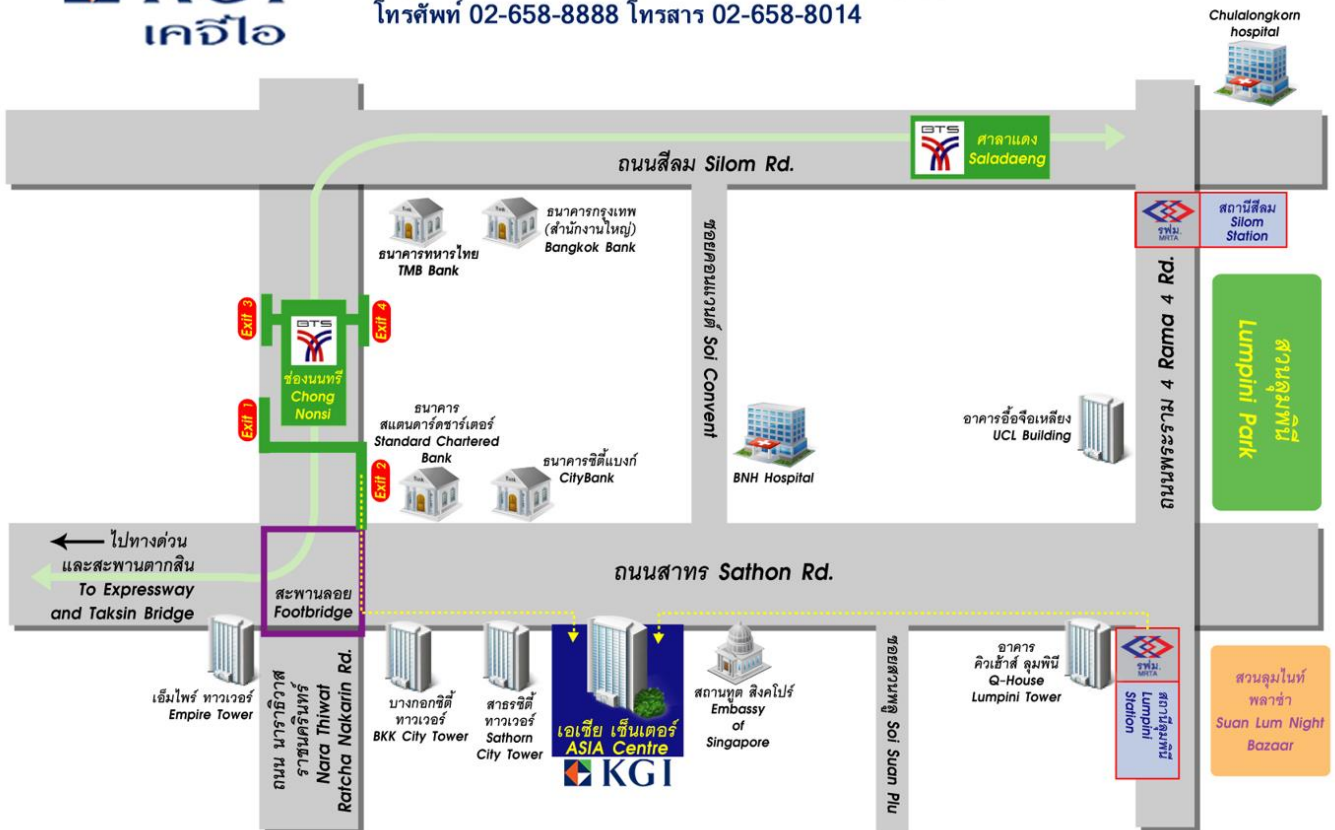 KGI
เคจีไอ
โทรศัพท์ 02-658-8888 โทรสาร 02-658-8014
Chulalongkorn
hospital
BTS
ศาลาแดง
Saladaeng
ถนนสีลม Silom Rd.
รฟม.
MRTA
สถานีสีลม
Silom
Station
ธนาคารทหารไทย
TMB Bank
ธนาคารกรุงเทพ
(สำนักงานใหญ่)
Bangkok Bank
ซอยคอนแวนต์ Soi Convent
ถนนพระราม 4 Rama 4 Rd.
สวนลุมพินี
Lumpini Park
Exit 3
Exit 4
BTS
ช่องนนทรี
Chong
Nonsi
Exit 1
Exit 2
ธนาคาร
สแตนดาร์ดชาร์เตอร์
Standard Chartered
Bank
ธนาคารซิตี้แบงก์
CityBank
BNH Hospital
อาคารอื้อจือเหลียง
UCL Building
ไปทางด่วน
และสะพานตากสิน
To Expressway
and Taksin Bridge
สะพานลอย
Footbridge
ถนนสาทร Sathon Rd.
เอ็มไพร์ ทาวเวอร์
Empire Tower
ถนน นาราธิวาส
ราชนครินทร์
Nara Thiwat
Ratcha Nakarin Rd.
บางกอกซิตี้
ทาวเวอร์
BKK City Tower
สาธรซิตี้
ทาวเวอร์
Sathorn
City Tower
เอเซีย เซ็นเตอร์
ASIA Centre
KGI
สถานทูต สิงคโปร์
Embassy
of
Singapore
ซอยสวนพลู Soi Suan Plu
อาคาร
คิวเฮ้าส์ ลุมพินี
Q-House
Lumpini Tower
รฟม.
MRTA
สถานีลุมพินี
Lumpini
Station
สวนลุมไนท์
พลาซ่า
Suan Lum Night
Bazaar